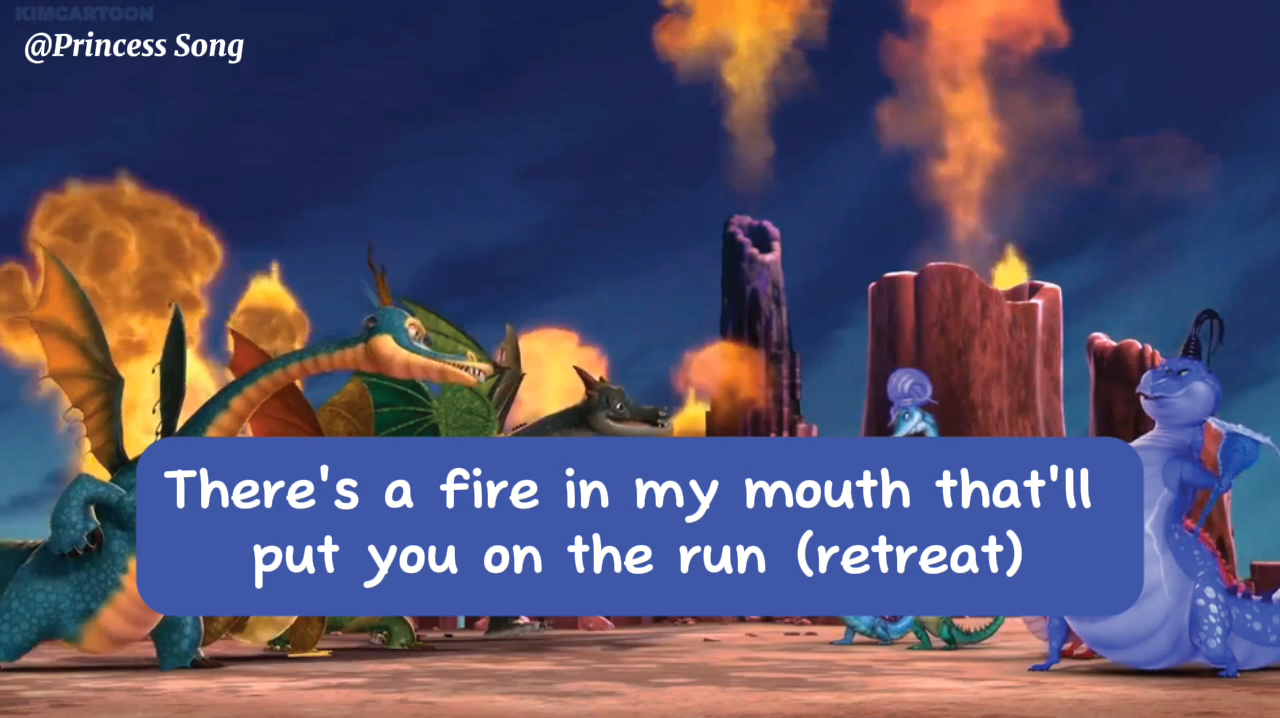 KIMCARTOON
@Princess Song
There's a fire in my mouth that'll
put you on the run (retreat)